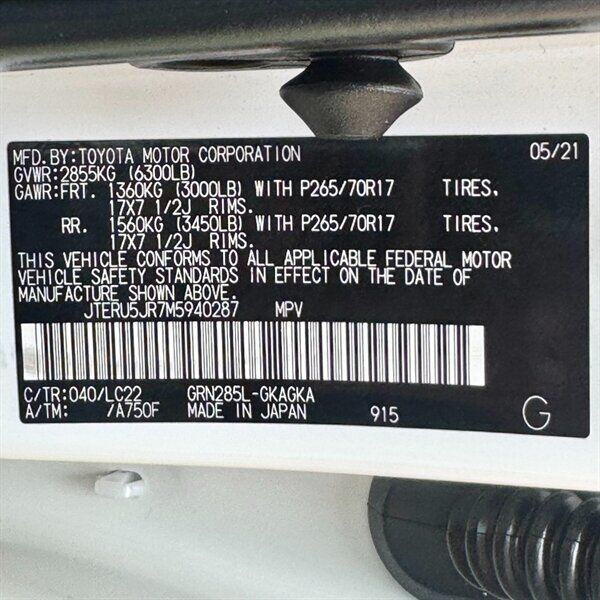 MFD.BY:TOYOTA MOTOR CORPORATION 05/21
GVWR:2855KG (6300LB)
GAWR:FRT. 1360KG (3000LB) WITH P265/70R17 TIRES.
17X7 1/2J RIMS.
RR. 1560KG (3450LB) WITH P265/70R17 TIRES.
17X7 1/2J RIMS.
THIS VEHICLE CONFORMS TO ALL APPLICABLE FEDERAL MOTOR
VEHICLE SAFETY STANDARDS IN EFFECT ON THE DATE OF
MANUFACTURE SHOWN ABOVE.
JTERU5JR7M5940287 MPV
C/TR:040/LC22 GRN285L-GKAGKA
A/TM: /A750F MADE IN JAPAN 915 G